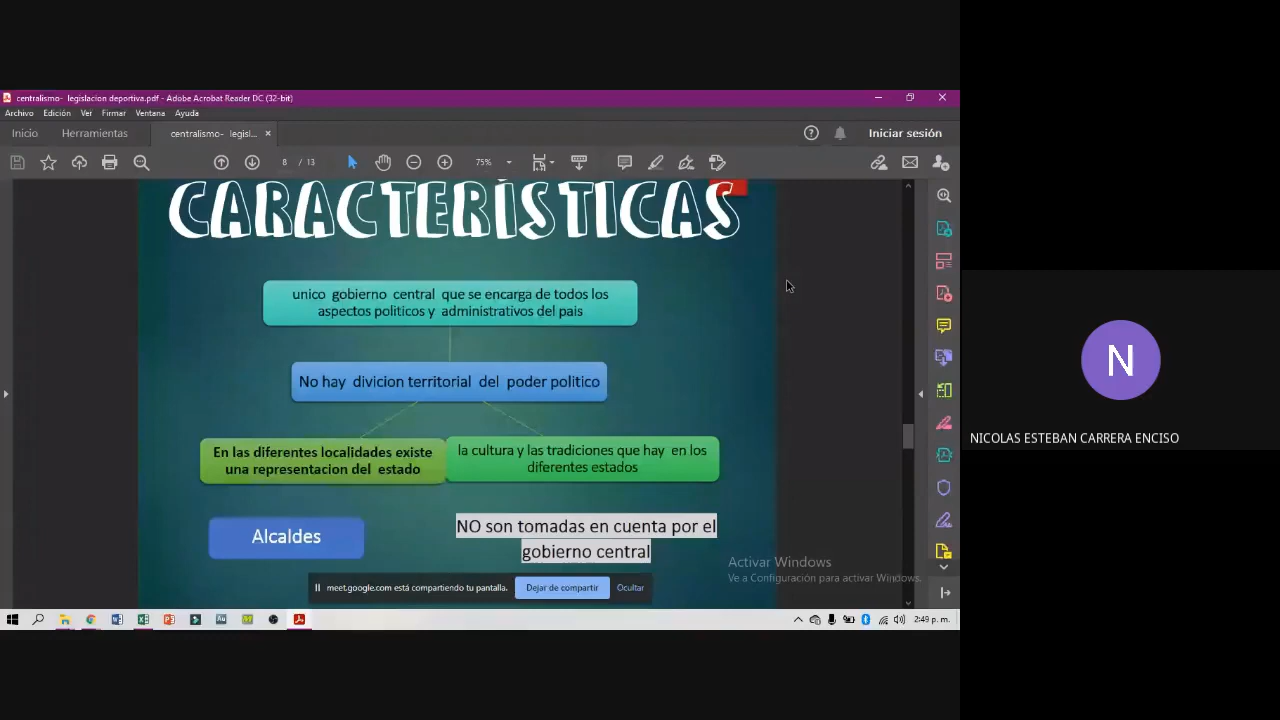 centralismo- legislacion deportiva.pdf - Adobe Acrobat Reader DC (32-bit)
Archivo Edición Ver Firmar Ventana Ayuda
Inicio Herramientas centralismo- legisl... × Iniciar sesión
8 / 13 75%
CARACTERÍSTICAS
unico gobierno central que se encarga de todos los
aspectos politicos y administrativos del pais
No hay divicion territorial del poder politico
En las diferentes localidades existe
una representacion del estado
la cultura y las tradiciones que hay en los
diferentes estados
Alcaldes
NO son tomadas en cuenta por el
gobierno central
Activar Windows
Ve a Configuración para activar Windows.
meet.google.com está compartiendo tu pantalla. Dejar de compartir Ocultar
2:49 p. m.
N
NICOLAS ESTEBAN CARRERA ENCISO